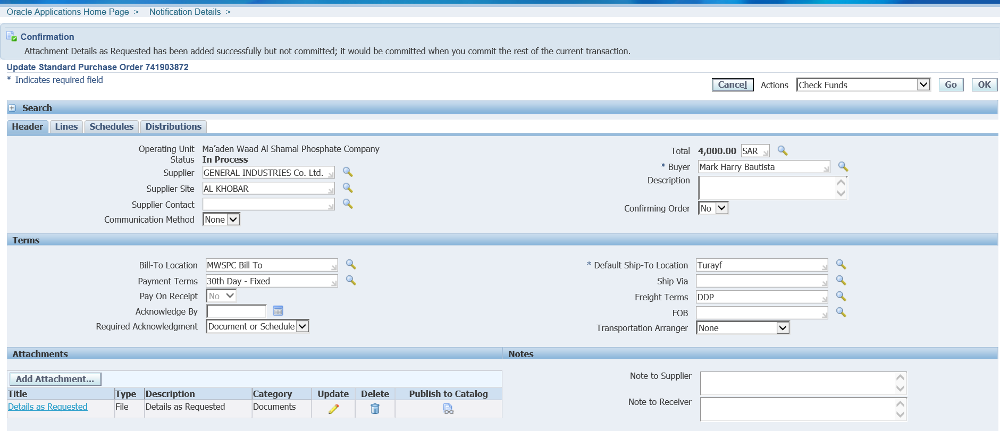 Oracle Applications Home Page > Notification Details >
Confirmation
Attachment Details as Requested has been added successfully but not committed; it would be committed when you commit the rest of the current transaction.
Update Standard Purchase Order 741903872
* Indicates required field
Cancel Actions Check Funds Go OK
Search
Header Lines Schedules Distributions
Operating Unit Ma’aden Waad Al Shamal Phosphate Company
Status In Process
Supplier GENERAL INDUSTRIES Co. Ltd.
Supplier Site AL KHOBAR
Supplier Contact
Communication Method None
Total 4,000.00 SAR
* Buyer Mark Harry Bautista
Description
Confirming Order No
Terms
Bill-To Location MWSPC Bill To
Payment Terms 30th Day - Fixed
Pay On Receipt No
Acknowledge By
Required Acknowledgment Document or Schedule
* Default Ship-To Location Turayf
Ship Via
Freight Terms DDP
FOB
Transportation Arranger None
Attachments
Add Attachment...
Title Type Description Category Update Delete Publish to Catalog
Details as Requested File Details as Requested Documents
Notes
Note to Supplier
Note to Receiver